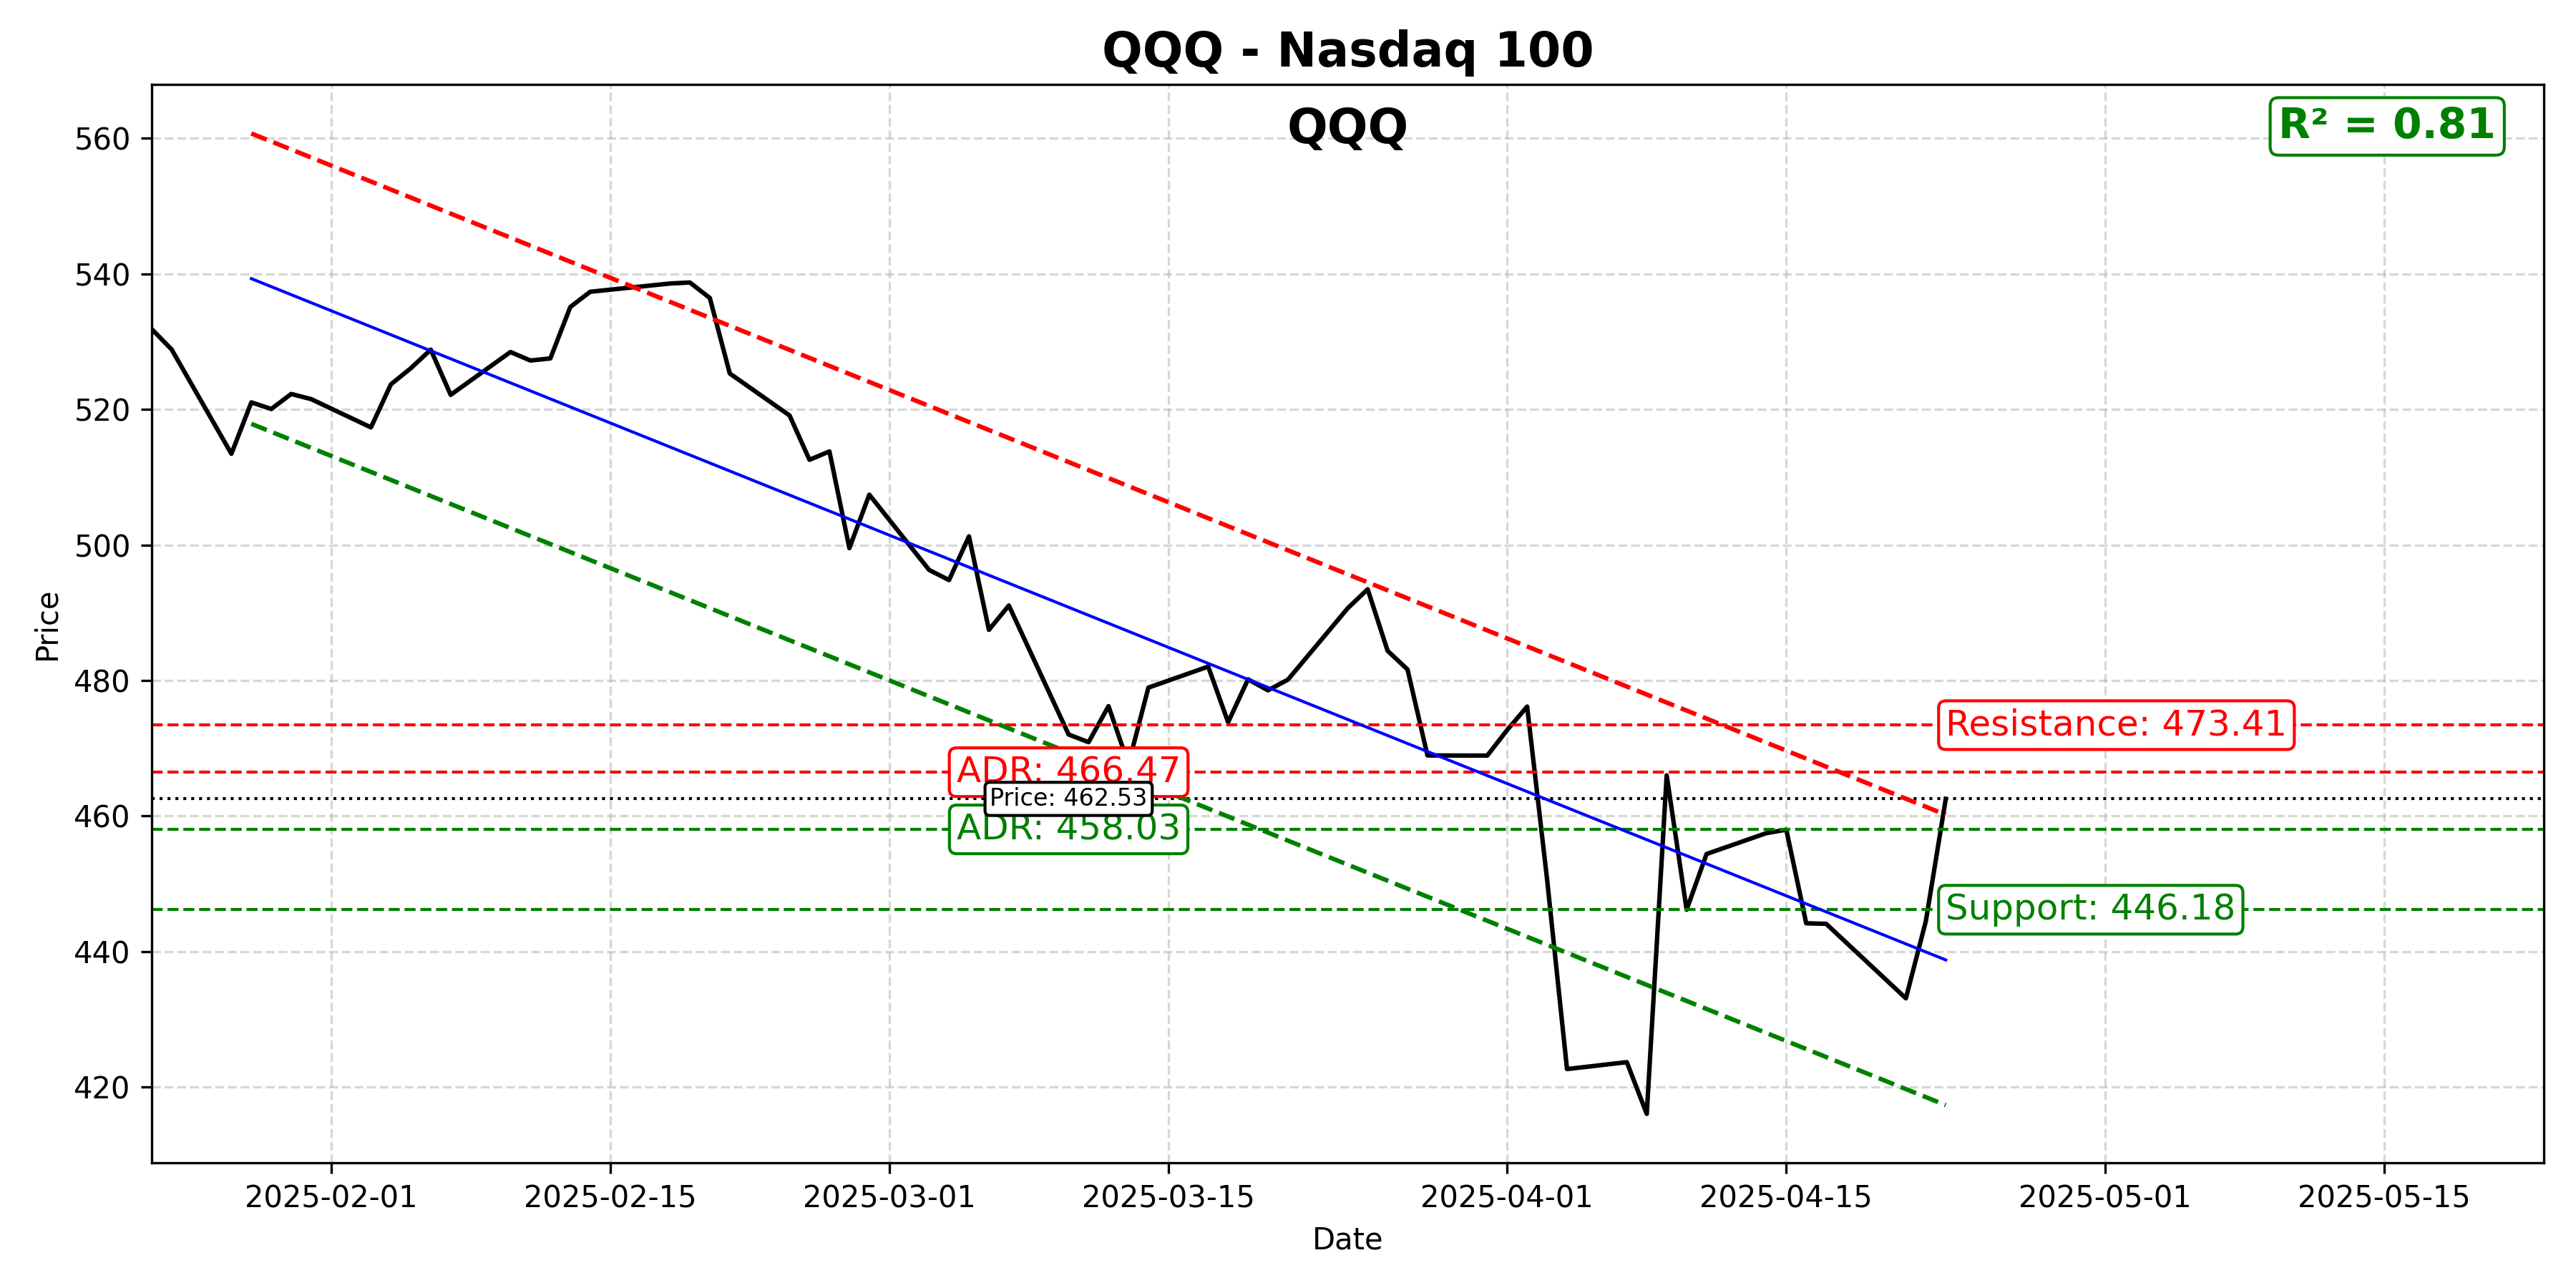 QQQ - Nasdaq 100
QQQ
R² = 0.81
560
540
520
500
480
460
440
420
Price
Resistance: 473.41
ADR: 466.47
Price: 462.53
ADR: 458.03
Support: 446.18
2025-02-01
2025-02-15
2025-03-01
2025-03-15
2025-04-01
2025-04-15
2025-05-01
2025-05-15
Date